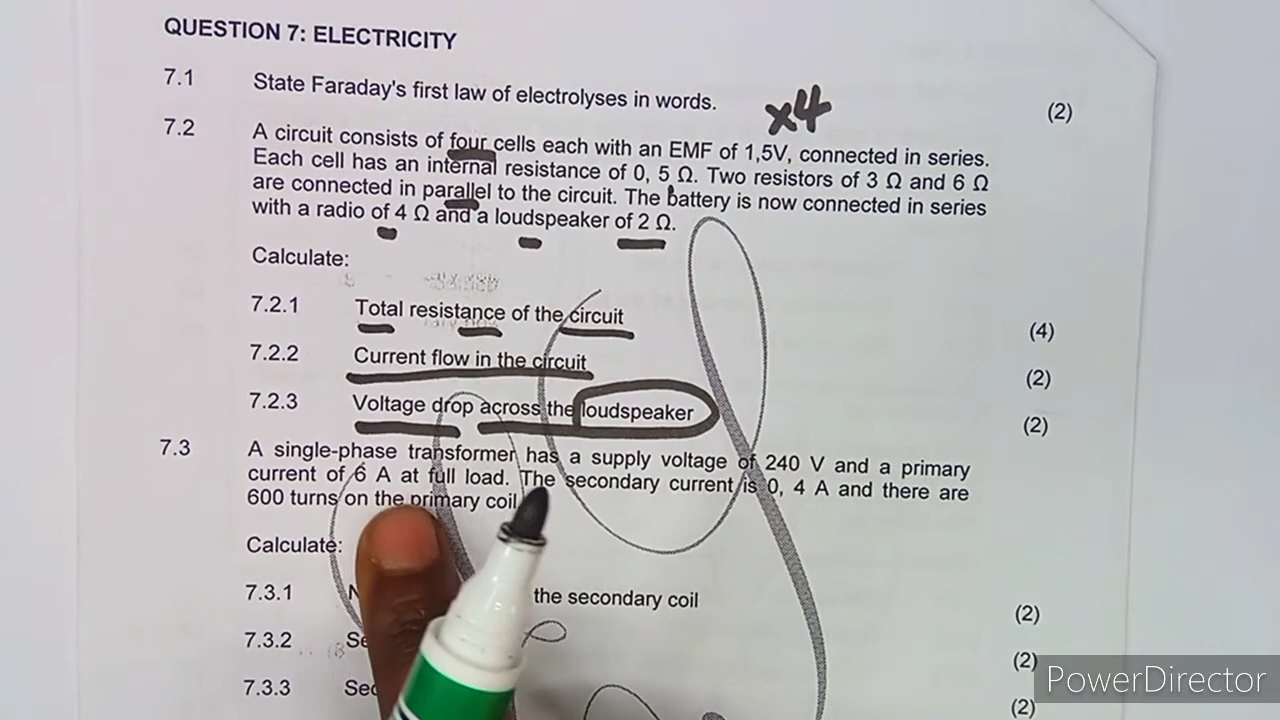 QUESTION 7: ELECTRICITY
7.1 State Faraday's first law of electrolyses in words. (2)
x4
7.2 A circuit consists of four cells each with an EMF of 1,5V, connected in series.
Each cell has an internal resistance of 0, 5 Ω. Two resistors of 3 Ω and 6 Ω
are connected in parallel to the circuit. The battery is now connected in series
with a radio of 4 Ω and a loudspeaker of 2 Ω.
Calculate:
7.2.1 Total resistance of the circuit (4)
7.2.2 Current flow in the circuit (2)
7.2.3 Voltage drop across the loudspeaker (2)
7.3 A single-phase transformer has a supply voltage of 240 V and a primary
current of 6 A at full load. The secondary current is 0, 4 A and there are
600 turns on the primary coil
Calculate:
7.3.1 the secondary coil (2)
7.3.2 (2)
7.3.3 (2)
PowerDirector